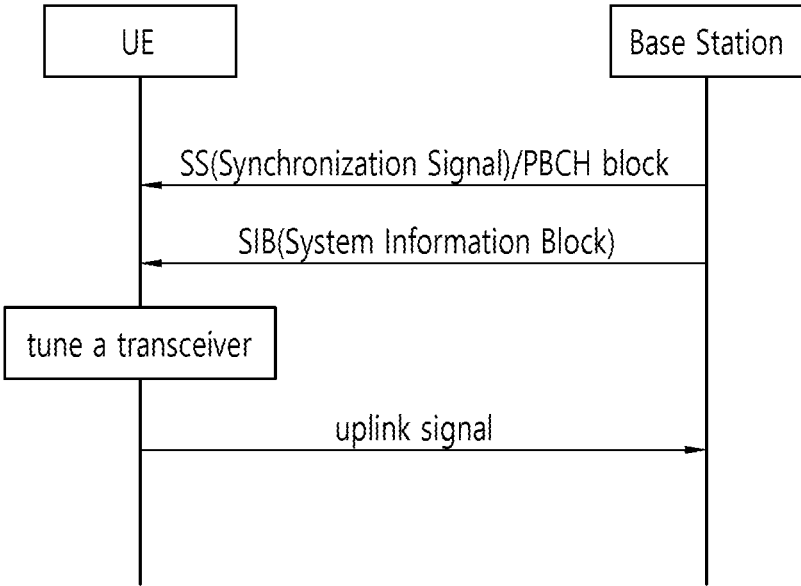 UE
Base Station
SS(Synchronization Signal)/PBCH block
SIB(System Information Block)
tune a transceiver
uplink signal